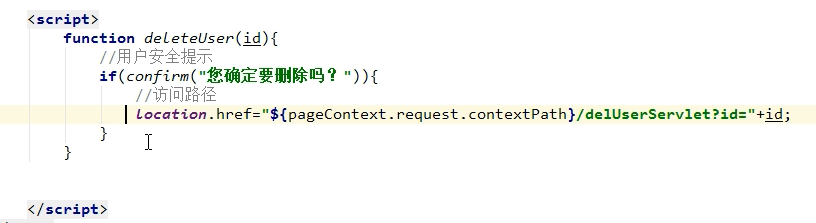 <script>
function deleteUser(id){
//用户安全提示
if(confirm("您确定要删除吗？")){
//访问路径
location.href="${pageContext.request.contextPath}/delUserServlet?id="+id;
}
}
</script>